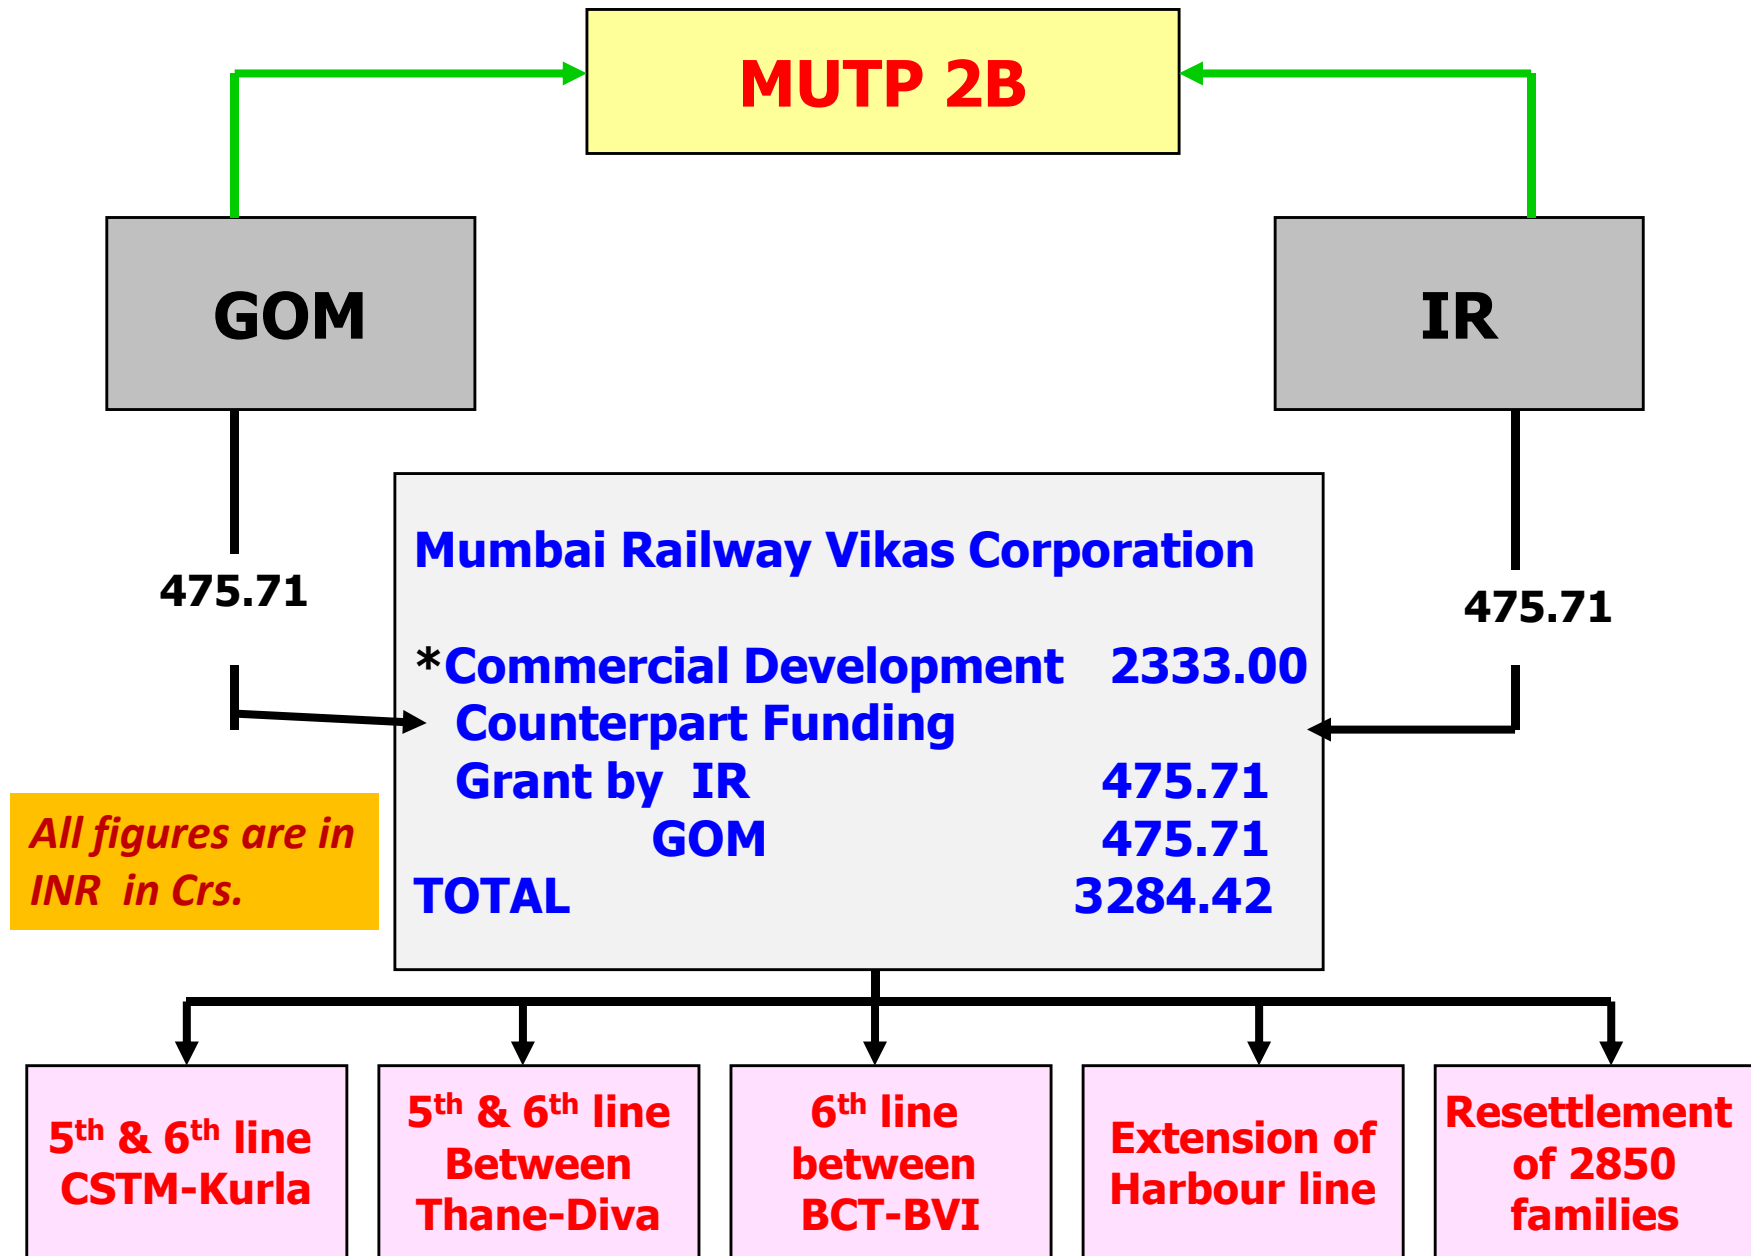 MUTP 2B
GOM
IR
475.71
475.71
Mumbai Railway Vikas Corporation
*Commercial Development 2333.00
Counterpart Funding
Grant by IR 475.71
GOM 475.71
TOTAL 3284.42
All figures are in
INR in Crs.
5th & 6th line
CSTM-Kurla
5th & 6th line
Between
Thane-Diva
6th line
between
BCT-BVI
Extension of
Harbour line
Resettlement
of 2850
families